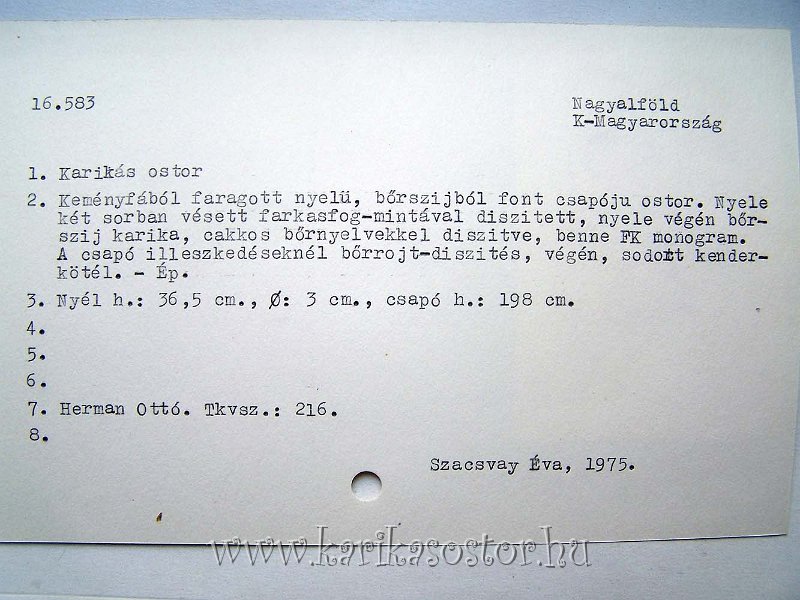 16.583
Nagyalföld
K-Magyarország
1. Karikás ostor
2. Keményfából faragott nyelü, bőrszijból font csapóju ostor. Nyele
két sorban vésett farkasfog-mintával diszitett, nyele végén bőr-
szij karika, cakkos bőrnyelvekkel diszitve, benne FK monogram.
A csapó illeszkedéseknél bőrrojt-diszités, végén, sodort kender-
kötél. - Ép.
3. Nyél h.: 36,5 cm., Ø: 3 cm., csapó h.: 198 cm.
4.
5.
6.
7. Herman Ottó. Tkvsz.: 216.
8.
Szacsvay Éva, 1975.
www.karikasostor.hu